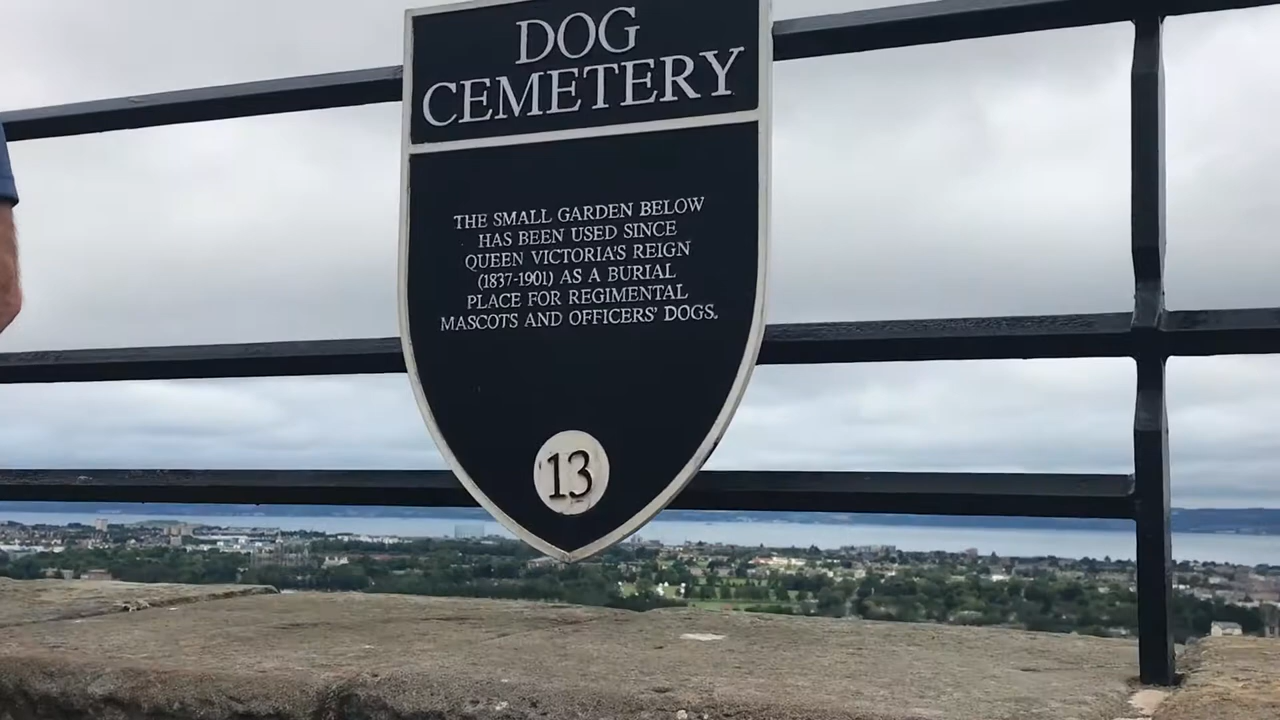 DOG
CEMETERY
THE SMALL GARDEN BELOW
HAS BEEN USED SINCE
QUEEN VICTORIA'S REIGN
(1837-1901) AS A BURIAL
PLACE FOR REGIMENTAL
MASCOTS AND OFFICERS' DOGS.
13